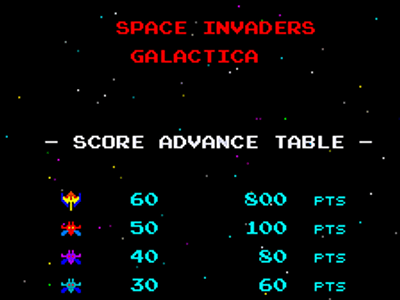 SPACE INVADERS
GALACTICA
- SCORE ADVANCE TABLE -
60 800 PTS
50 100 PTS
40 80 PTS
30 60 PTS